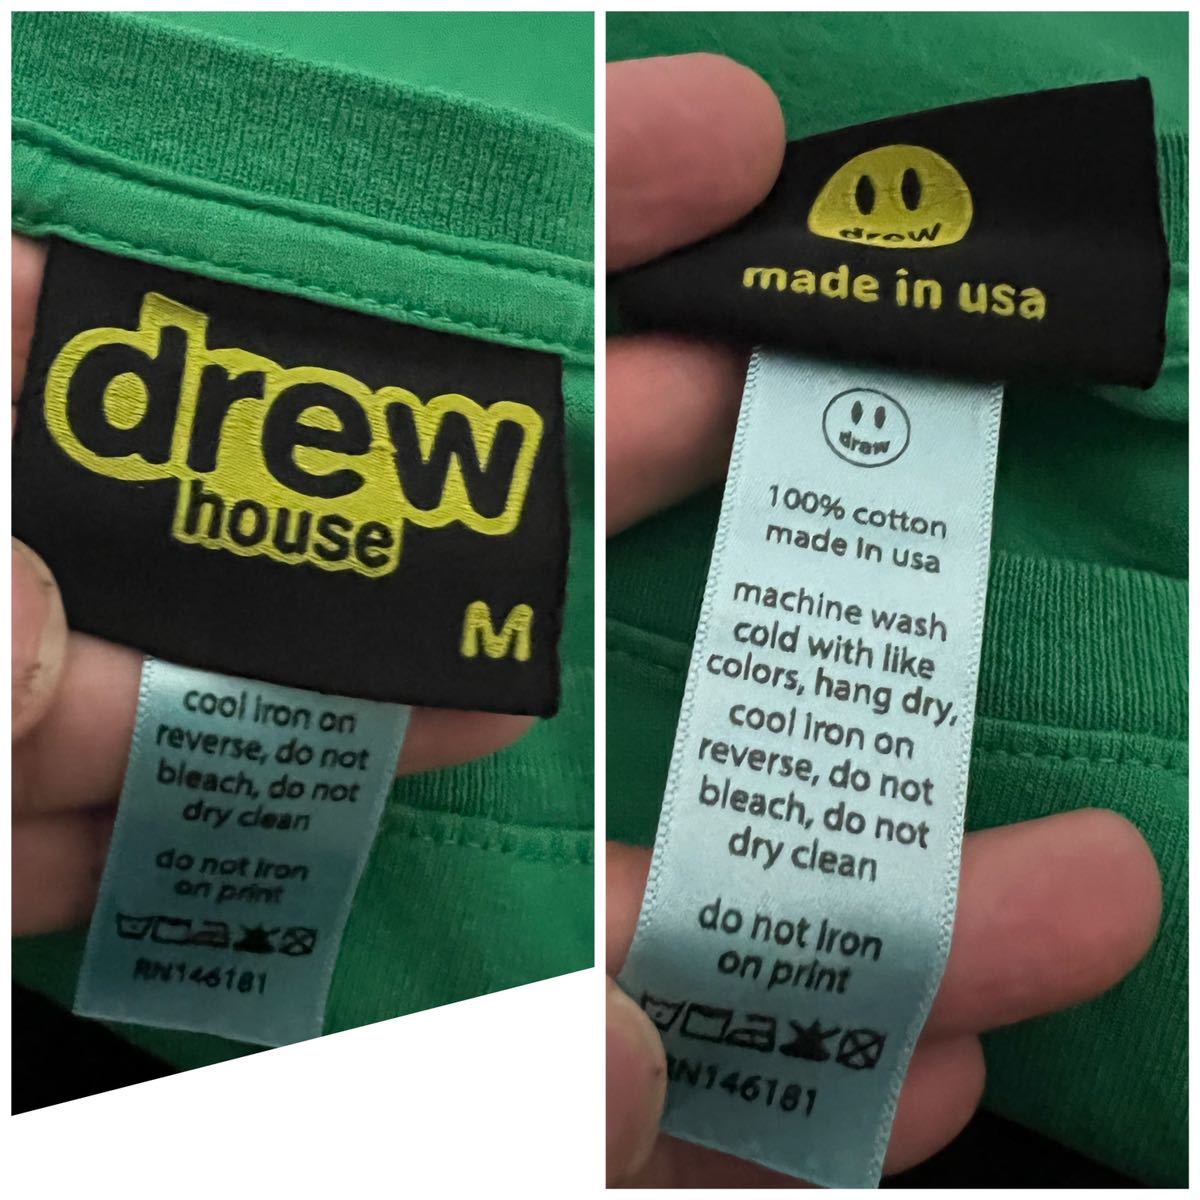 drew
house
M
cool iron on
reverse, do not
bleach, do not
dry clean
do not iron
on print
RN146181
drew
made in usa
drew
100% cotton
made in usa
machine wash
cold with like
colors, hang dry,
cool iron on
reverse, do not
bleach, do not
dry clean
do not iron
on print
RN146181